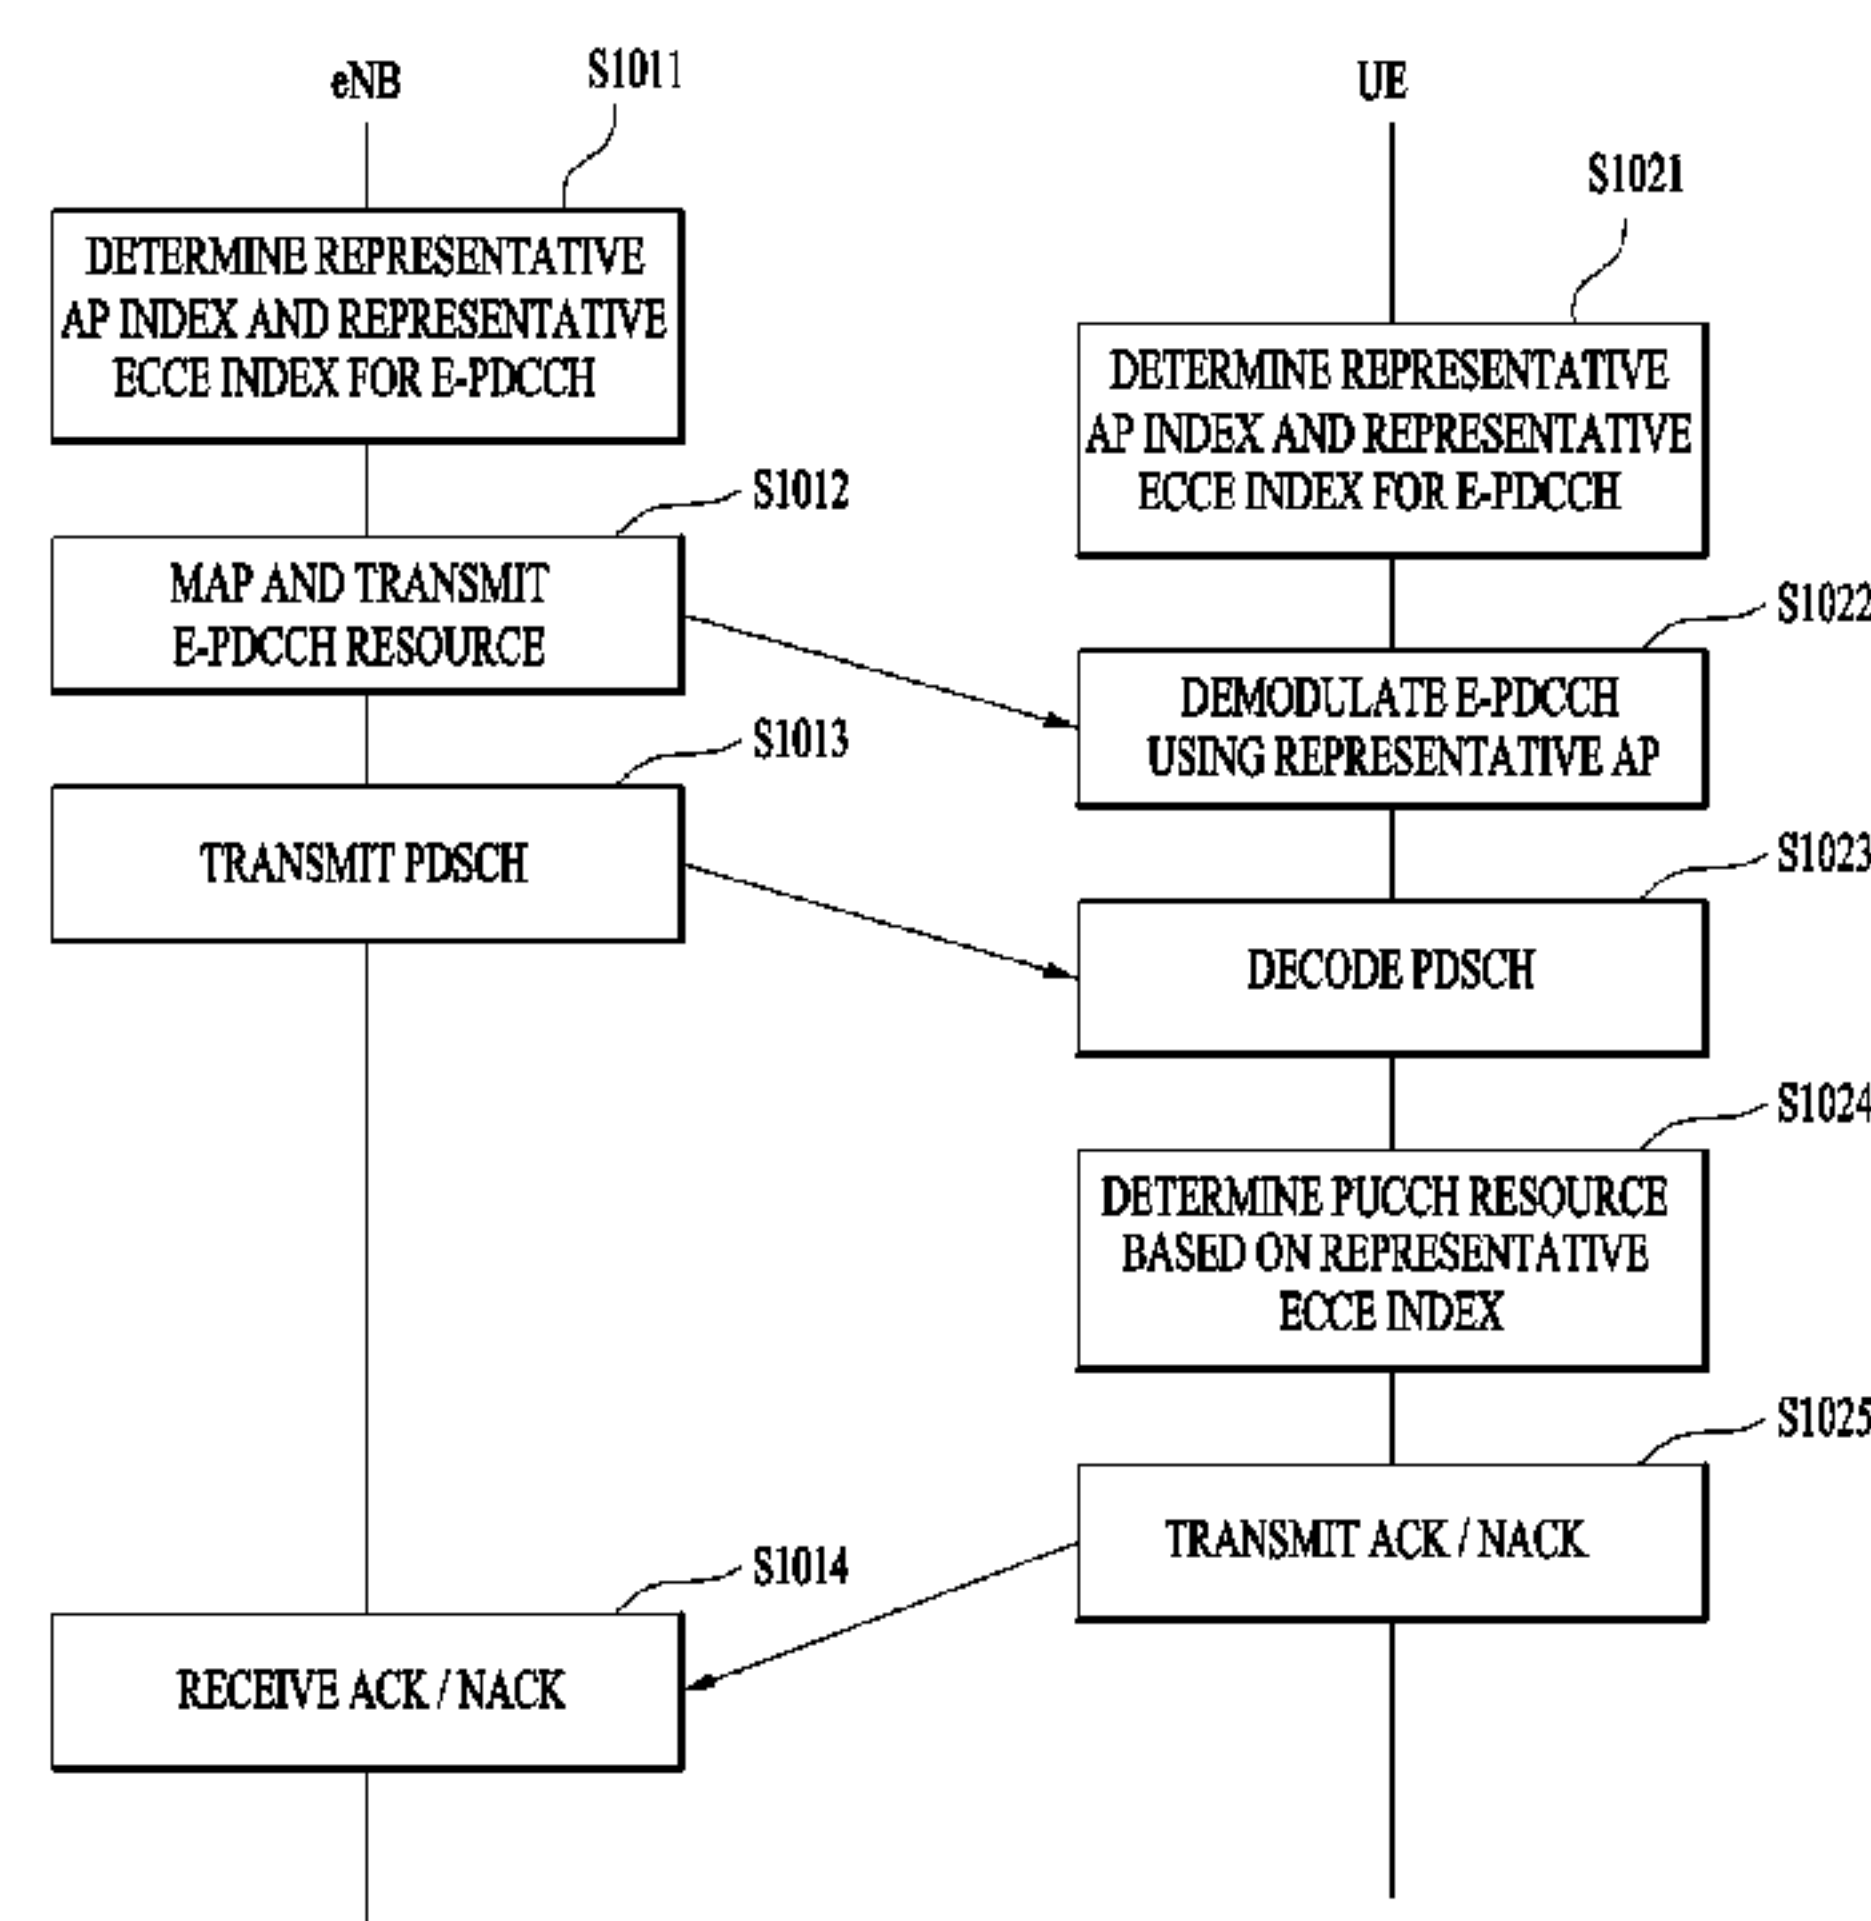 eNB
S1011
DETERMINE REPRESENTATIVE
AP INDEX AND REPRESENTATIVE
ECCE INDEX FOR E-PDCCH
S1012
MAP AND TRANSMIT
E-PDCCH RESOURCE
S1013
TRANSMIT PDSCH
S1014
RECEIVE ACK / NACK
UE
S1021
DETERMINE REPRESENTATIVE
AP INDEX AND REPRESENTATIVE
ECCE INDEX FOR E-PDCCH
S1022
DEMODULATE E-PDCCH
USING REPRESENTATIVE AP
S1023
DECODE PDSCH
S1024
DETERMINE PUCCH RESOURCE
BASED ON REPRESENTATIVE
ECCE INDEX
S1025
TRANSMIT ACK / NACK